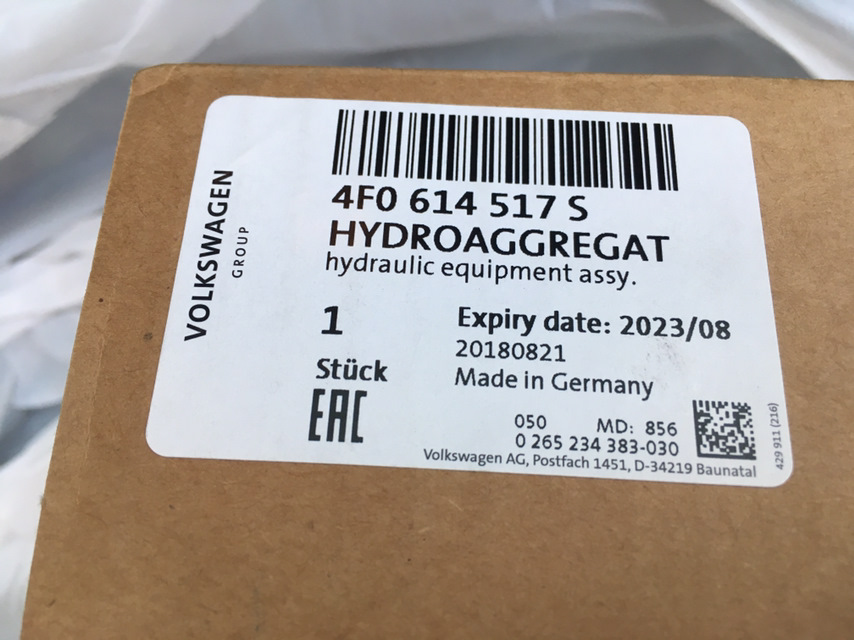 VOLKSWAGEN
GROUP
4F0 614 517 S
HYDROAGGREGAT
hydraulic equipment assy.
1
Stück
EAC
Expiry date: 2023/08
20180821
Made in Germany
050 MD: 856
0 265 234 383-030
Volkswagen AG, Postfach 1451, D-34219 Baunatal
429 911 (216)